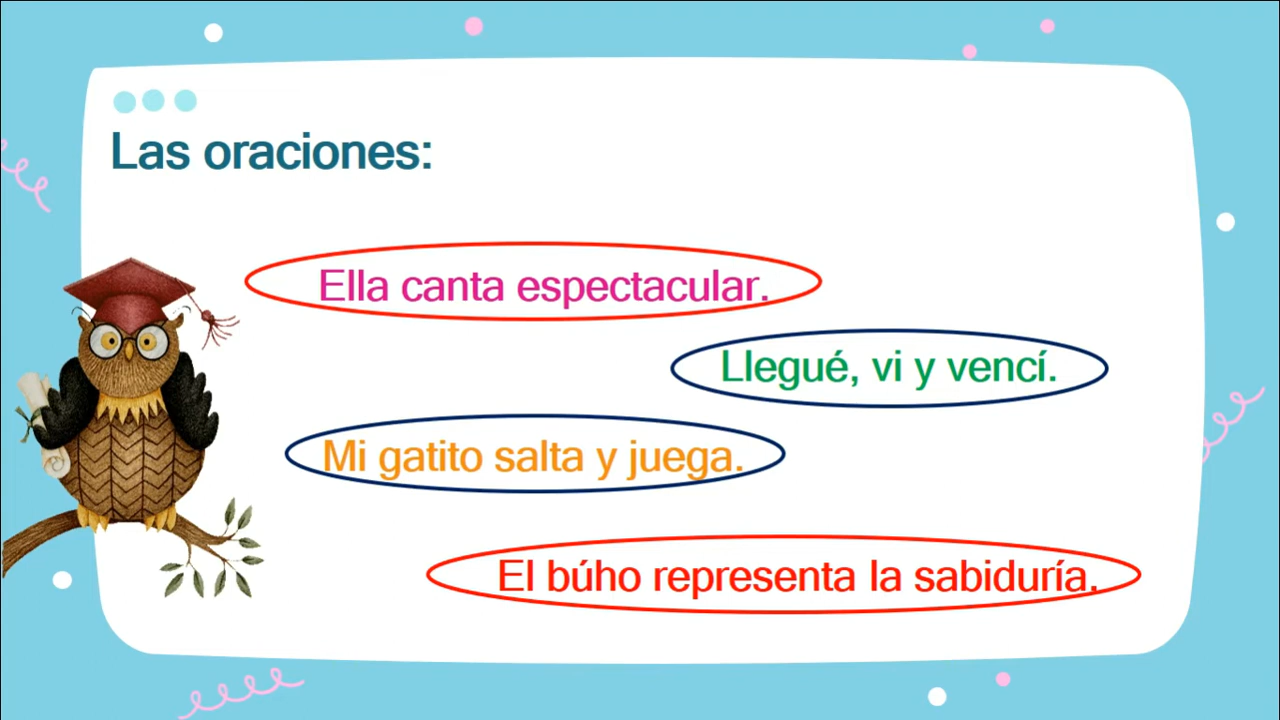 Las oraciones:
Ella canta espectacular.
Llegué, vi y vencí.
Mi gatito salta y juega.
El búho representa la sabiduría.